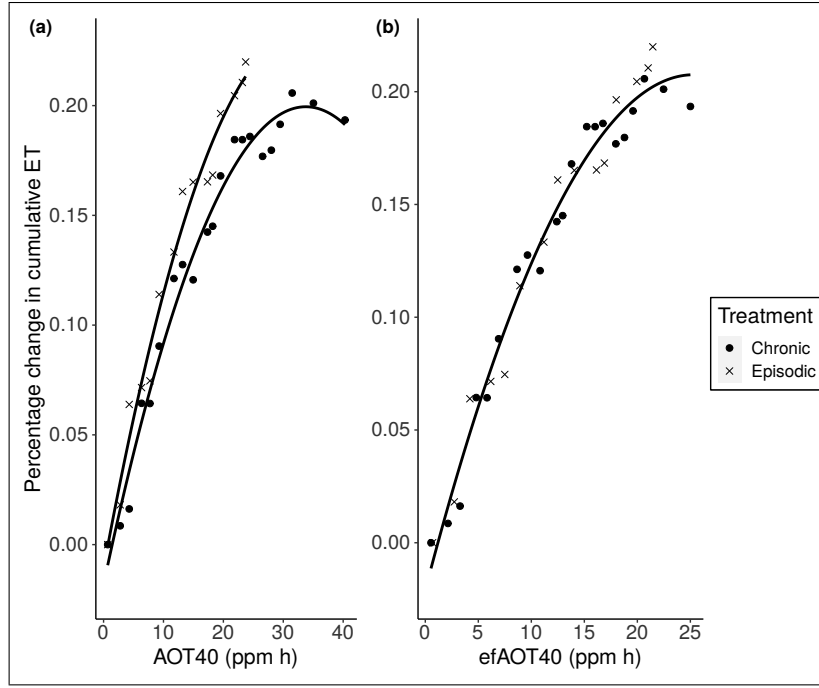 (a)
(b)
Percentage change in cumulative ET
0.20
0.15
0.10
0.05
0.00
0 10 20 30 40
AOT40 (ppm h)
0.20
0.15
0.10
0.05
0.00
0 5 10 15 20 25
efAOT40 (ppm h)
Treatment
Chronic
Episodic